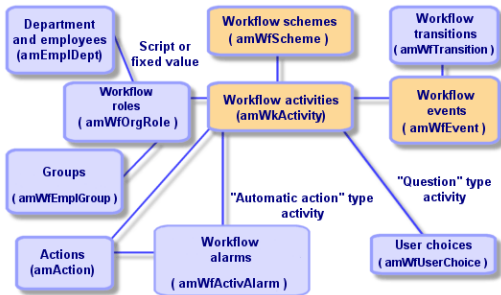 Department
and employees
(amEmplDept)
Script or
fixed value
Workflow schemes
( amWfScheme )
Workflow
transitions
(amWfTransition)
Workflow
roles
( amWfOrgRole )
Workflow activities
(amWkActivity)
Workflow
events
( amWfEvent )
Groups
( amWfEmplGroup )
"Automatic action" type
activity
"Question" type
activity
Actions
(amAction)
Workflow
alarms
( amWfActivAlarm )
User choices
( amWfUserChoice )